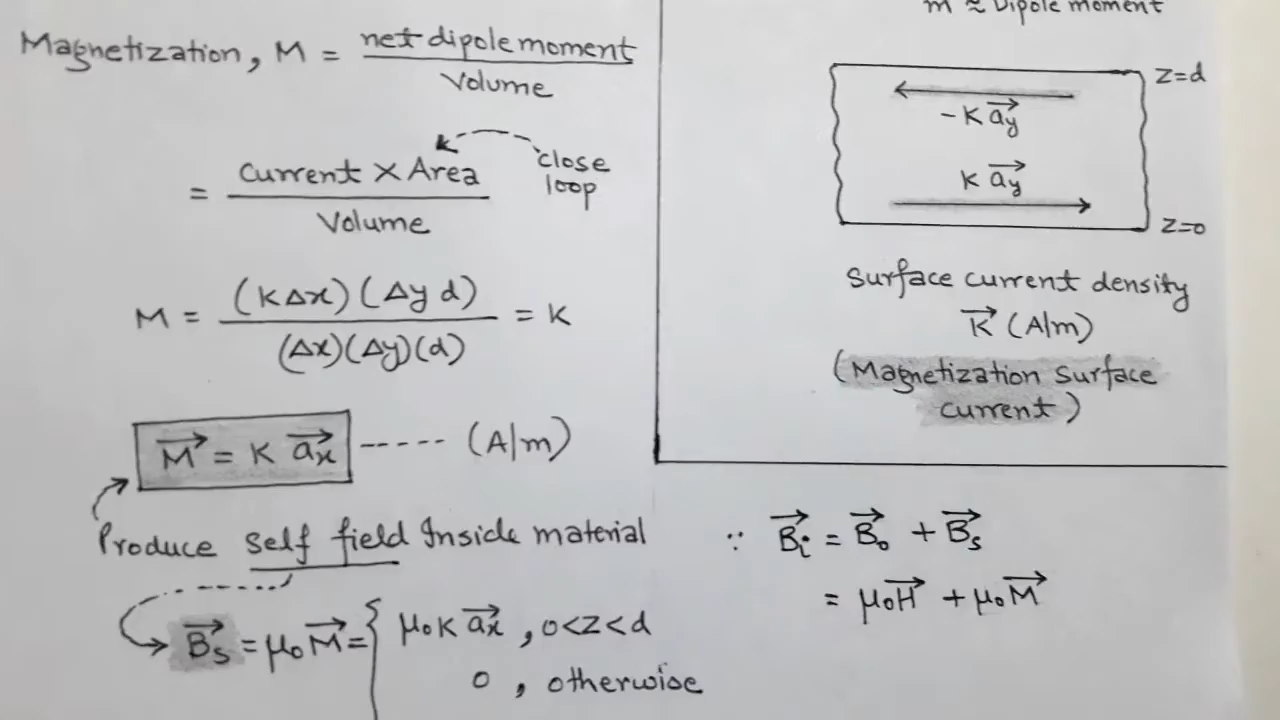 Magnetization, M = net dipole moment / Volume
= Current × Area / Volume
close loop
M = (KΔx)(Δy d) / (Δx)(Δy)(d) = K
M⃗ = K a⃗x ----- (A/m)
Produce self field Inside material
B⃗s = μ₀M⃗ = { μ₀K a⃗x , 0<z<d
0 , otherwise
m ≈ Dipole moment
z=d
-K a⃗y
K a⃗y
z=0
Surface current density
K⃗ (A/m)
(Magnetization surface
current)
∵ B⃗i = B⃗₀ + B⃗s
= μ₀H⃗ + μ₀M⃗